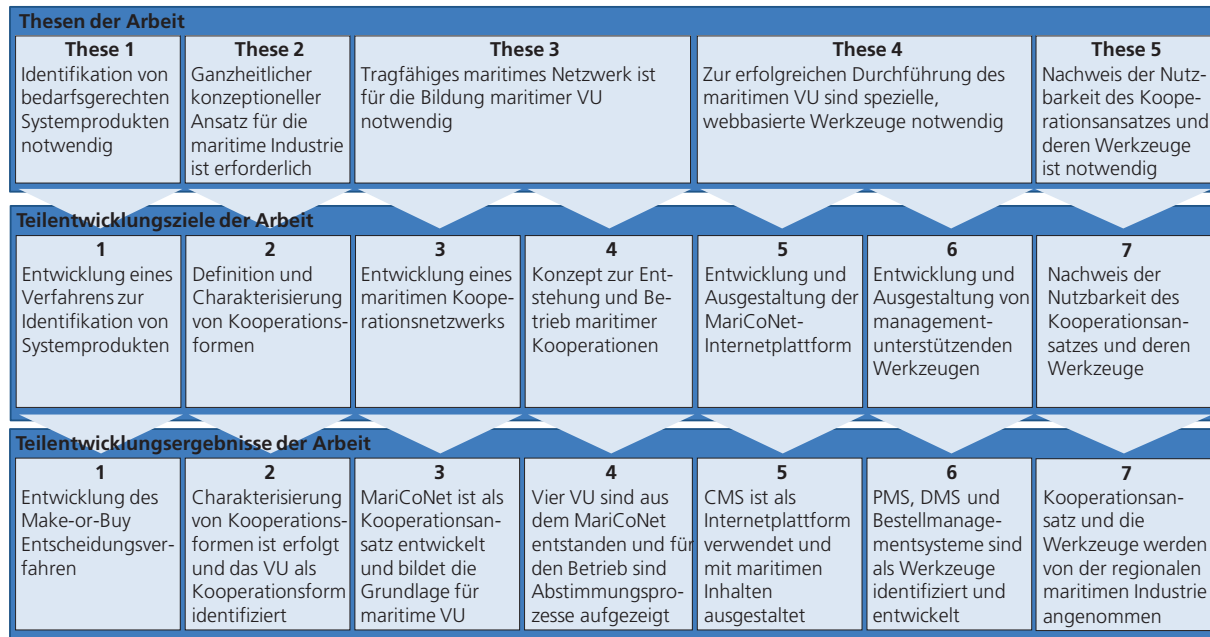 Thesen der Arbeit
These 1
Identifikation von
bedarfsgerechten
Systemprodukten
notwendig
These 2
Ganzheitlicher
konzeptioneller
Ansatz für die
maritime Industrie
ist erforderlich
These 3
Tragfähiges maritimes Netzwerk ist
für die Bildung maritimer VU
notwendig
These 4
Zur erfolgreichen Durchführung des
maritimen VU sind spezielle,
webbasierte Werkzeuge notwendig
These 5
Nachweis der Nutz-
barkeit des Koope-
rationsansatzes und
deren Werkzeuge
ist notwendig
Teilentwicklungsziele der Arbeit
1
Entwicklung eines
Verfahrens zur
Identifikation von
Systemprodukten
2
Definition und
Charakterisierung
von Kooperations-
formen
3
Entwicklung eines
maritimen Koope-
rationsnetzwerks
4
Konzept zur Ent-
stehung und Be-
trieb maritimer
Kooperationen
5
Entwicklung und
Ausgestaltung der
MariCoNet-
Internetplattform
6
Entwicklung und
Ausgestaltung von
management-
unterstützenden
Werkzeugen
7
Nachweis der
Nutzbarkeit des
Kooperationsan-
satzes und deren
Werkzeuge
Teilentwicklungsergebnisse der Arbeit
1
Entwicklung des
Make-or-Buy
Entscheidungsver-
fahren
2
Charakterisierung
von Kooperations-
formen ist erfolgt
und das VU als
Kooperationsform
identifiziert
3
MariCoNet ist als
Kooperationsan-
satz entwickelt
und bildet die
Grundlage für
maritime VU
4
Vier VU sind aus
dem MariCoNet
entstanden und für
den Betrieb sind
Abstimmungspro-
zesse aufgezeigt
5
CMS ist als
Internetplattform
verwendet und
mit maritimen
Inhalten
ausgestaltet
6
PMS, DMS und
Bestellmanage-
mentsysteme sind
als Werkzeuge
identifiziert und
entwickelt
7
Kooperationsan-
satz und die
Werkzeuge werden
von der regionalen
maritimen Industrie
angenommen